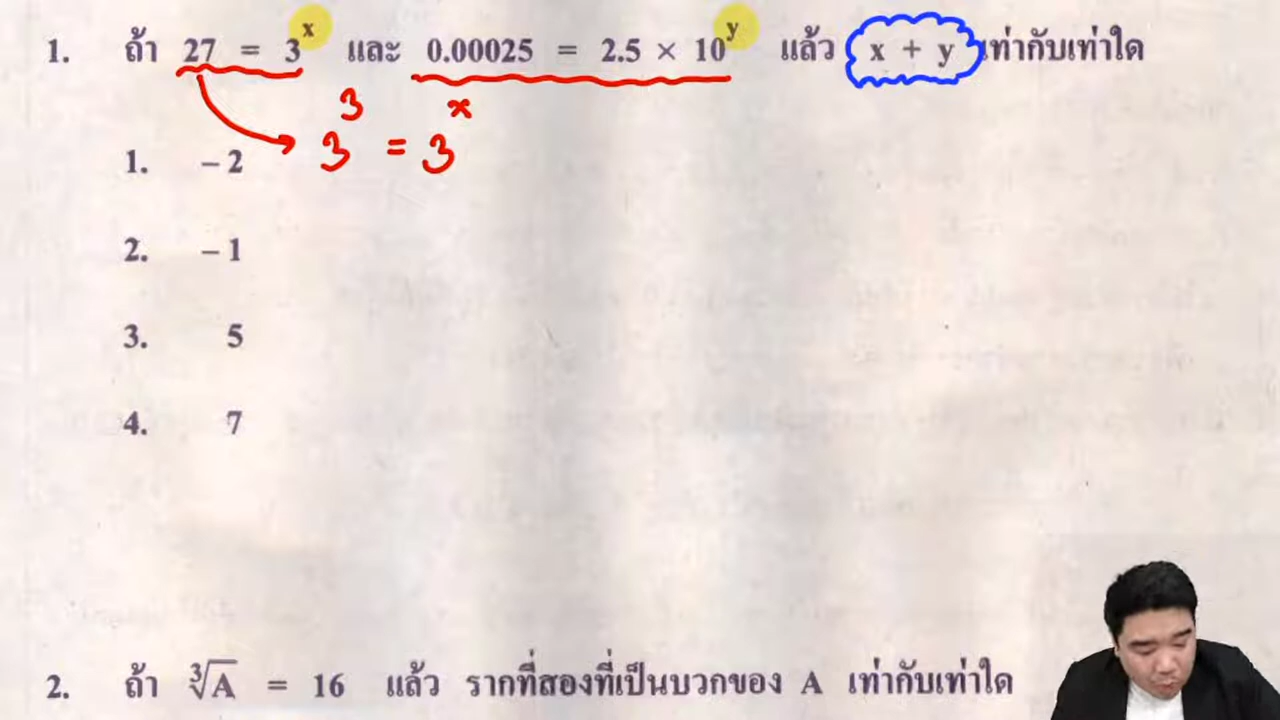 1. ถ้า 27 = 3^x และ 0.00025 = 2.5 × 10^y แล้ว x + y เท่ากับเท่าใด
3^3 = 3^x
1. – 2
2. – 1
3. 5
4. 7
2. ถ้า ∛A = 16 แล้ว รากที่สองที่เป็นบวกของ A เท่ากับเท่าใด